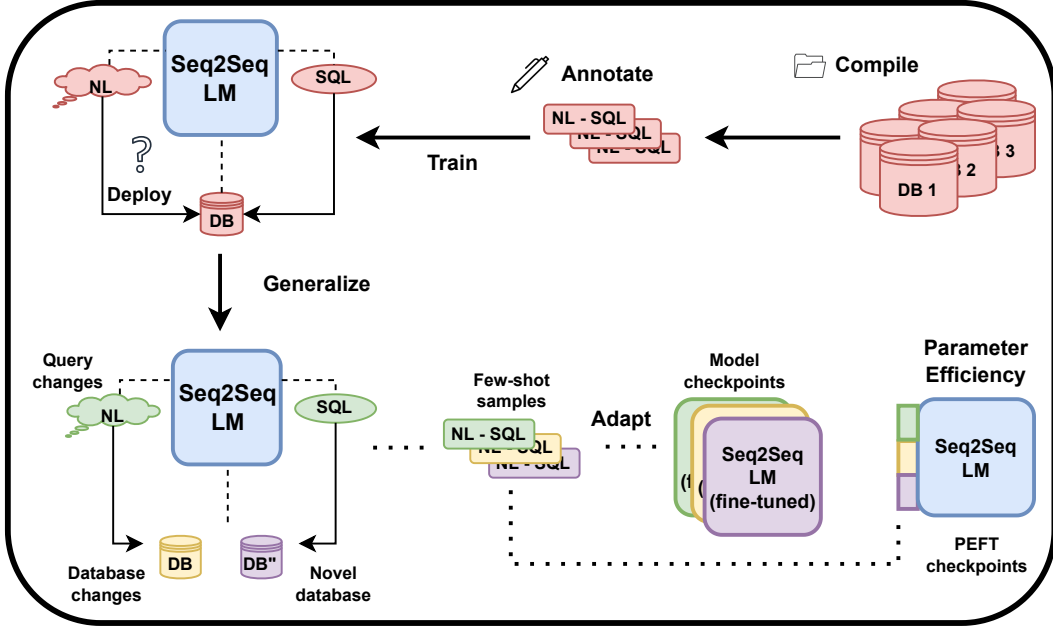 Seq2Seq
LM
NL
SQL
?
Deploy
DB
Annotate
NL - SQL
NL - SQL
NL - SQL
Train
Compile
DB 1
2
3
Generalize
Query
changes
NL
Seq2Seq
LM
SQL
DB
DB"
Database
changes
Novel
database
Few-shot
samples
NL - SQL
NL - SQL
NL - SQL
Adapt
Model
checkpoints
Seq2Seq
LM
(fine-tuned)
Parameter
Efficiency
Seq2Seq
LM
PEFT
checkpoints